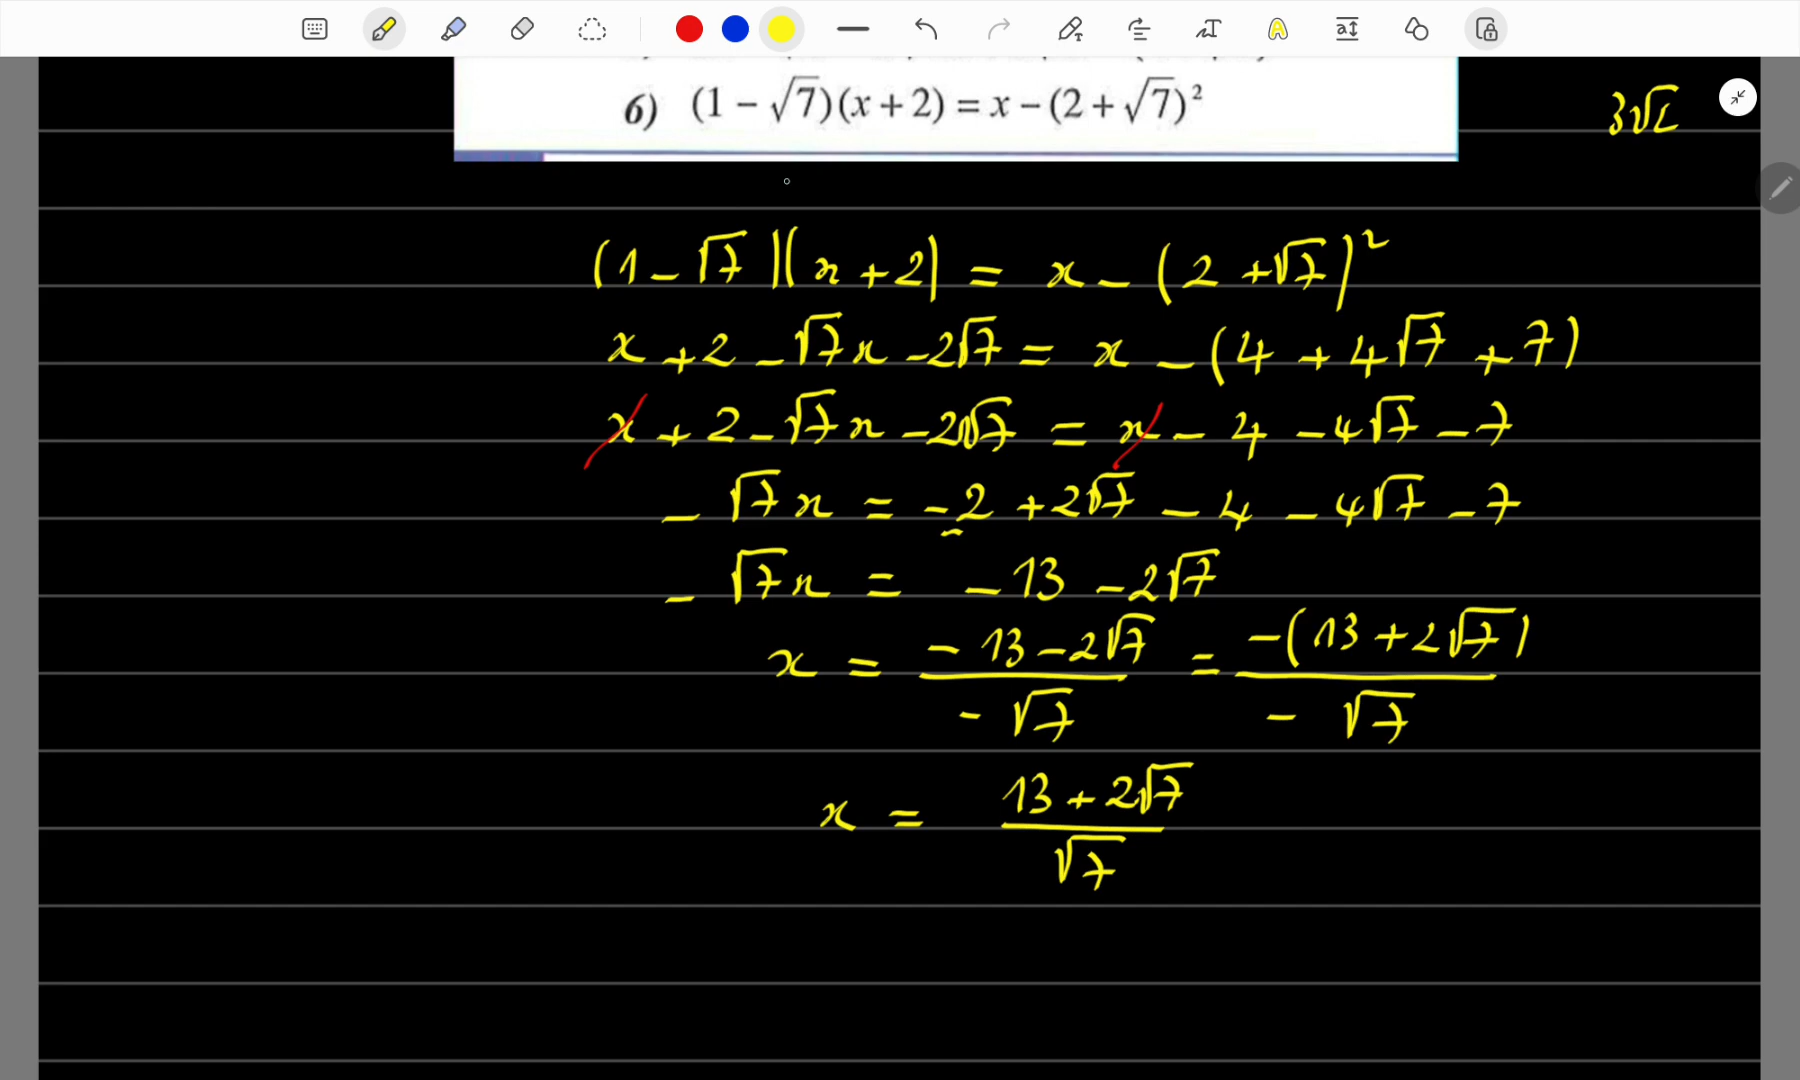 6) (1 − √7)(x + 2) = x − (2 + √7)²
(1 − √7)(x + 2) = x − (2 + √7)²
x + 2 − √7x − 2√7 = x − (4 + 4√7 + 7)
x + 2 − √7x − 2√7 = x − 4 − 4√7 − 7
− √7x = −2 + 2√7 − 4 − 4√7 − 7
− √7x = −13 − 2√7
x = (−13 − 2√7)/(−√7) = −(13 + 2√7)/(−√7)
x = (13 + 2√7)/√7